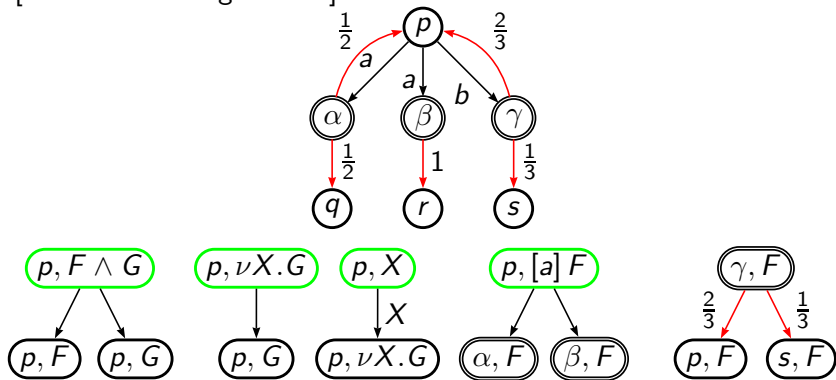 1/2 p 2/3
a a b
α β γ
1/2 1 1/3
q r s
p, F ∧ G p, νX.G p, X p, [a] F γ, F
X 2/3 1/3
p, F p, G p, G p, νX.G α, F β, F p, F s, F